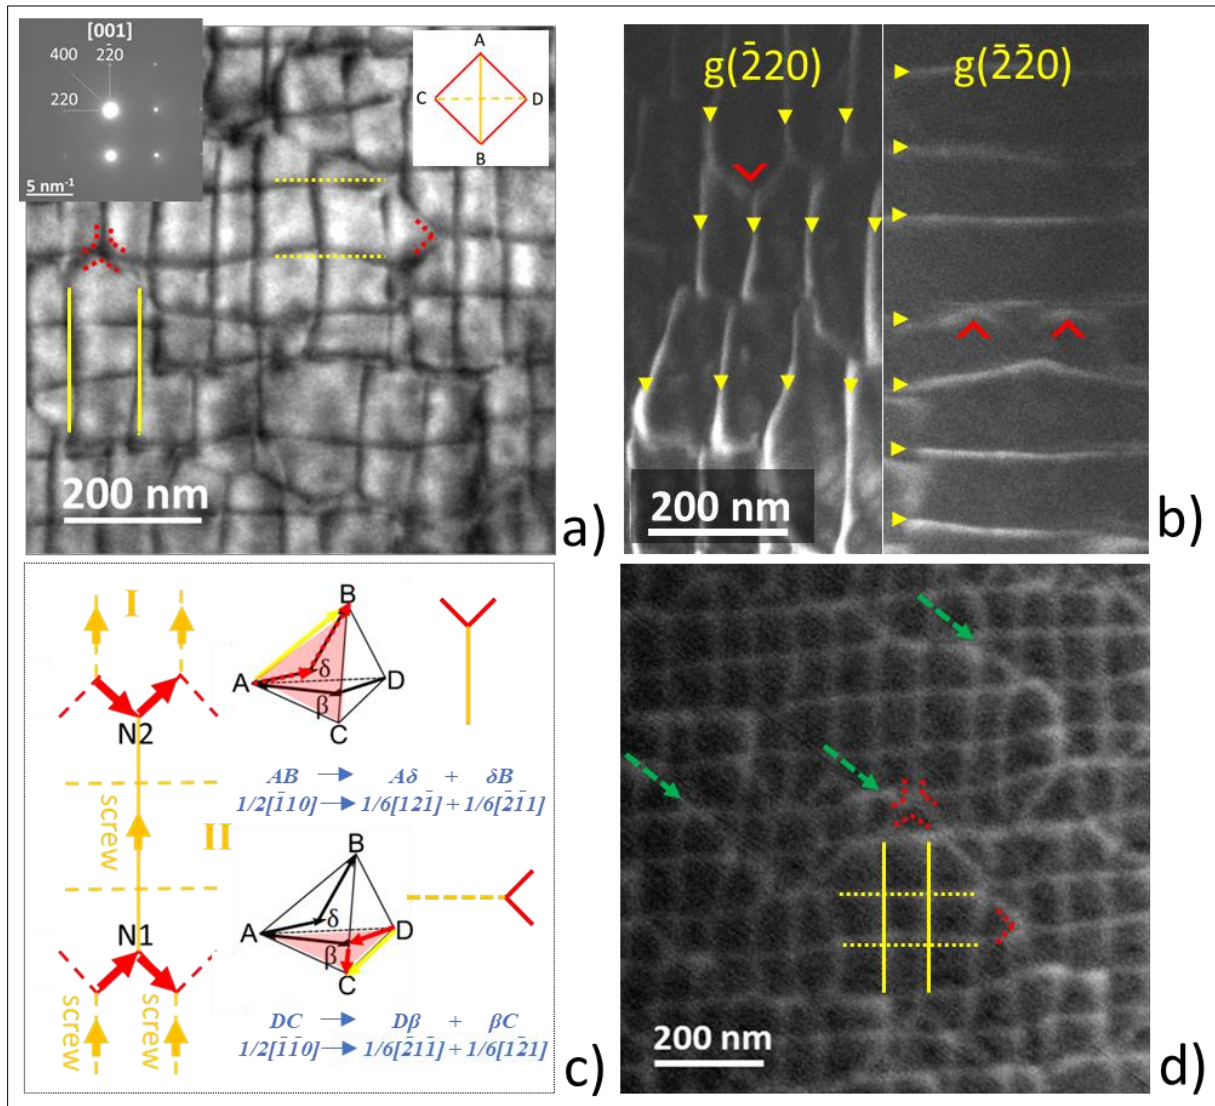 [001]
400 2̄20
220
5 nm⁻¹
A
C D
B
200 nm
a)
g(2̄20)
g(2̄2̄0)
200 nm
b)
I
N2
screw
II
N1
screw
screw
B
δ
A D
β
C
AB → Aδ + δB
1/2[1̄10] → 1/6[121̄] + 1/6[2̄1̄1]
B
δ
A D
β
C
DC → Dβ + βC
1/2[1̄1̄0] → 1/6[2̄11̄] + 1/6[12̄1]
c)
200 nm
d)